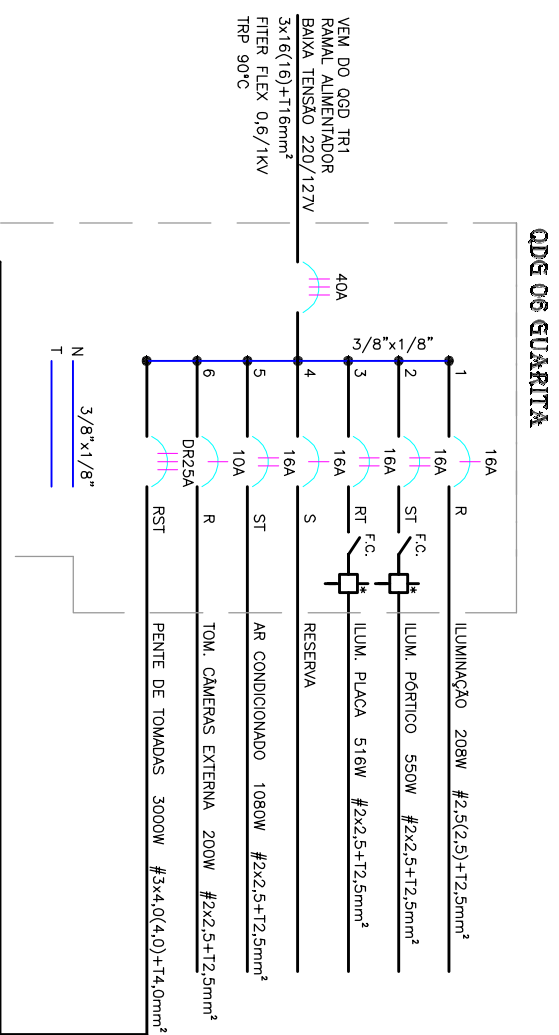 QDG 06 GUARITA
VEM DO QGD TR1
RAMAL ALIMENTADOR
BAIXA TENSÃO 220/127V
3x16(16)+T16mm²
FITER FLEX 0,6/1KV
TRP 90°C
40A
3/8"x1/8"
1
16A
R
ILUMINAÇÃO 208W #2,5(2,5)+T2,5mm²
2
16A
ST
F.C.
*
ILUM. PÓRTICO 550W #2x2,5+T2,5mm²
3
16A
RT
F.C.
*
ILUM. PLACA 516W #2x2,5+T2,5mm²
4
16A
S
RESERVA
5
16A
ST
AR CONDICIONADO 1080W #2x2,5+T2,5mm²
6
10A
R
TOM. CÂMERAS EXTERNA 200W #2x2,5+T2,5mm²
DR25A
RST
PENTE DE TOMADAS 3000W #3x4,0(4,0)+T4,0mm²
N
T
3/8"x1/8"